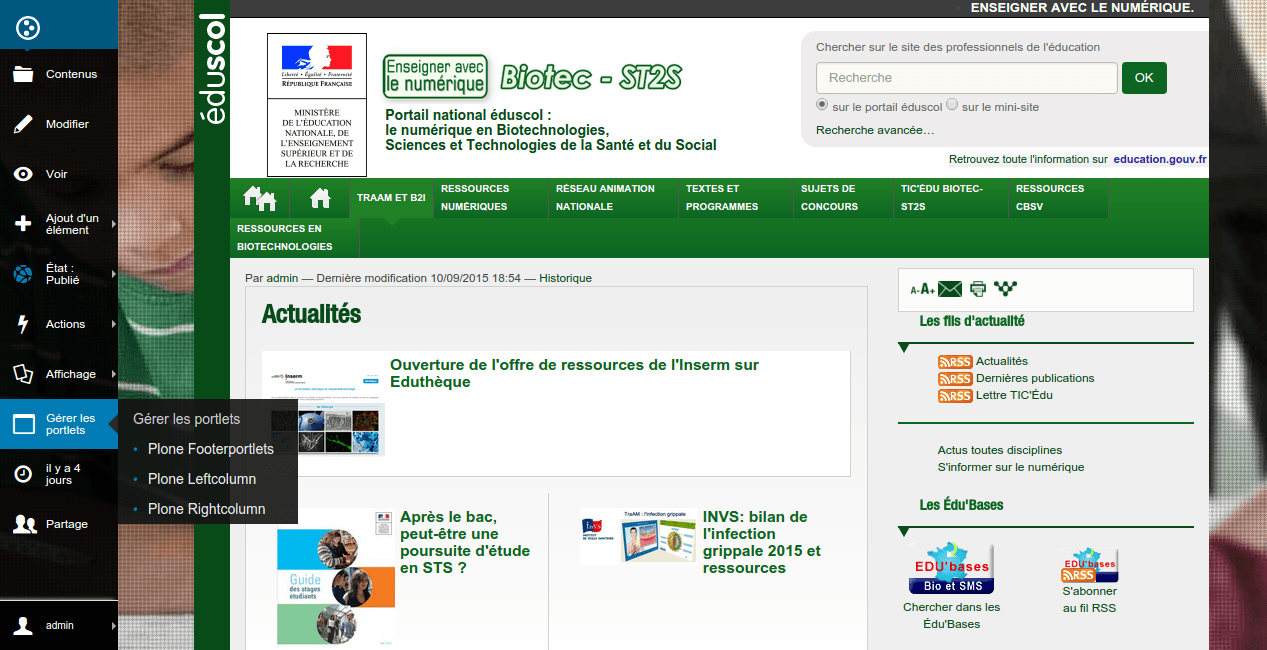 ENSEIGNER AVEC LE NUMÉRIQUE.
Contenus
Modifier
Voir
Ajout d'un
élément
État :
Publié
Actions
Affichage
Gérer les
portlets
il y a 4
jours
Partage
admin
Gérer les portlets
Plone Footerportlets
Plone Leftcolumn
Plone Rightcolumn
éduscol
Liberté • Égalité • Fraternité
RÉPUBLIQUE FRANÇAISE
MINISTÈRE
DE L'ÉDUCATION
NATIONALE, DE
L'ENSEIGNEMENT
SUPÉRIEUR ET DE
LA RECHERCHE
Enseigner avec
le numérique
Biotec - ST2S
Portail national éduscol :
le numérique en Biotechnologies,
Sciences et Technologies de la Santé et du Social
Chercher sur le site des professionnels de l'éducation
Recherche
OK
sur le portail éduscol sur le mini-site
Recherche avancée…
Retrouvez toute l'information sur education.gouv.fr
TRAAM ET B2I
RESSOURCES
NUMÉRIQUES
RÉSEAU ANIMATION
NATIONALE
TEXTES ET
PROGRAMMES
SUJETS DE
CONCOURS
TIC'ÉDU BIOTEC-
ST2S
RESSOURCES
CBSV
RESSOURCES EN
BIOTECHNOLOGIES
Par admin — Dernière modification 10/09/2015 18:54 — Historique
Actualités
Inserm
Ouverture de l'offre de ressources de l'Inserm sur
Eduthèque
Guide
des stages
étudiants
Après le bac,
peut-être une
poursuite d'étude
en STS ?
TraAM : l'infection grippale
INVS
INVS: bilan de
l'infection
grippale 2015 et
ressources
A-A+
Les fils d'actualité
RSS Actualités
RSS Dernières publications
RSS Lettre TIC'Édu
Actus toutes disciplines
S'informer sur le numérique
Les Édu'Bases
EDU'bases
Bio et SMS
Chercher dans les
Édu'Bases
EDU'bases
RSS
S'abonner
au fil RSS